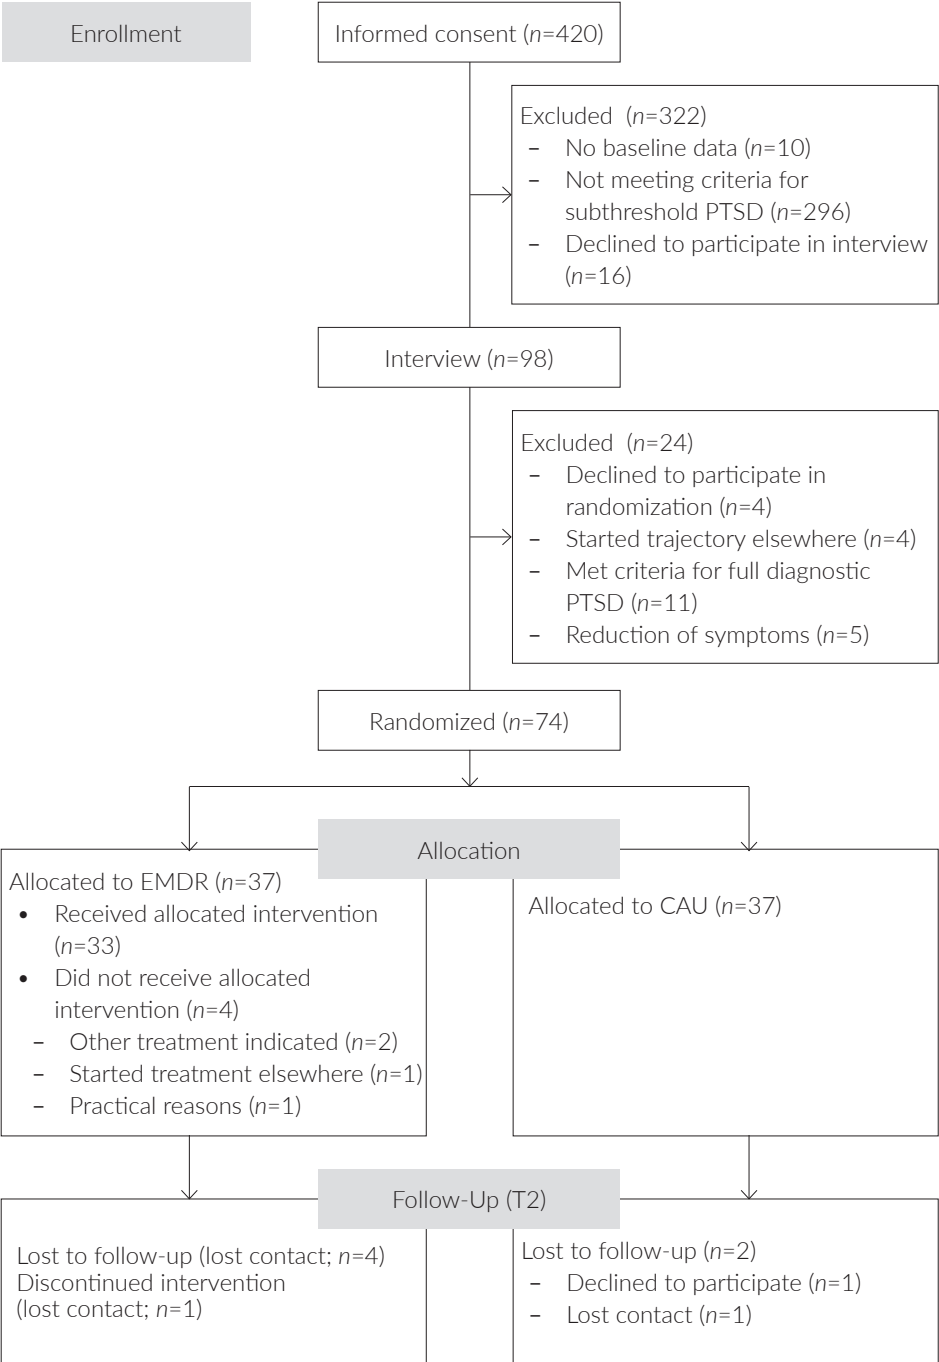 Enrollment
Informed consent (n=420)
Excluded (n=322)
– No baseline data (n=10)
– Not meeting criteria for
subthreshold PTSD (n=296)
– Declined to participate in interview
(n=16)
Interview (n=98)
Excluded (n=24)
– Declined to participate in
randomization (n=4)
– Started trajectory elsewhere (n=4)
– Met criteria for full diagnostic
PTSD (n=11)
– Reduction of symptoms (n=5)
Randomized (n=74)
Allocation
Allocated to EMDR (n=37)
• Received allocated intervention
(n=33)
• Did not receive allocated
intervention (n=4)
– Other treatment indicated (n=2)
– Started treatment elsewhere (n=1)
– Practical reasons (n=1)
Allocated to CAU (n=37)
Follow-Up (T2)
Lost to follow-up (lost contact; n=4)
Discontinued intervention
(lost contact; n=1)
Lost to follow-up (n=2)
– Declined to participate (n=1)
– Lost contact (n=1)